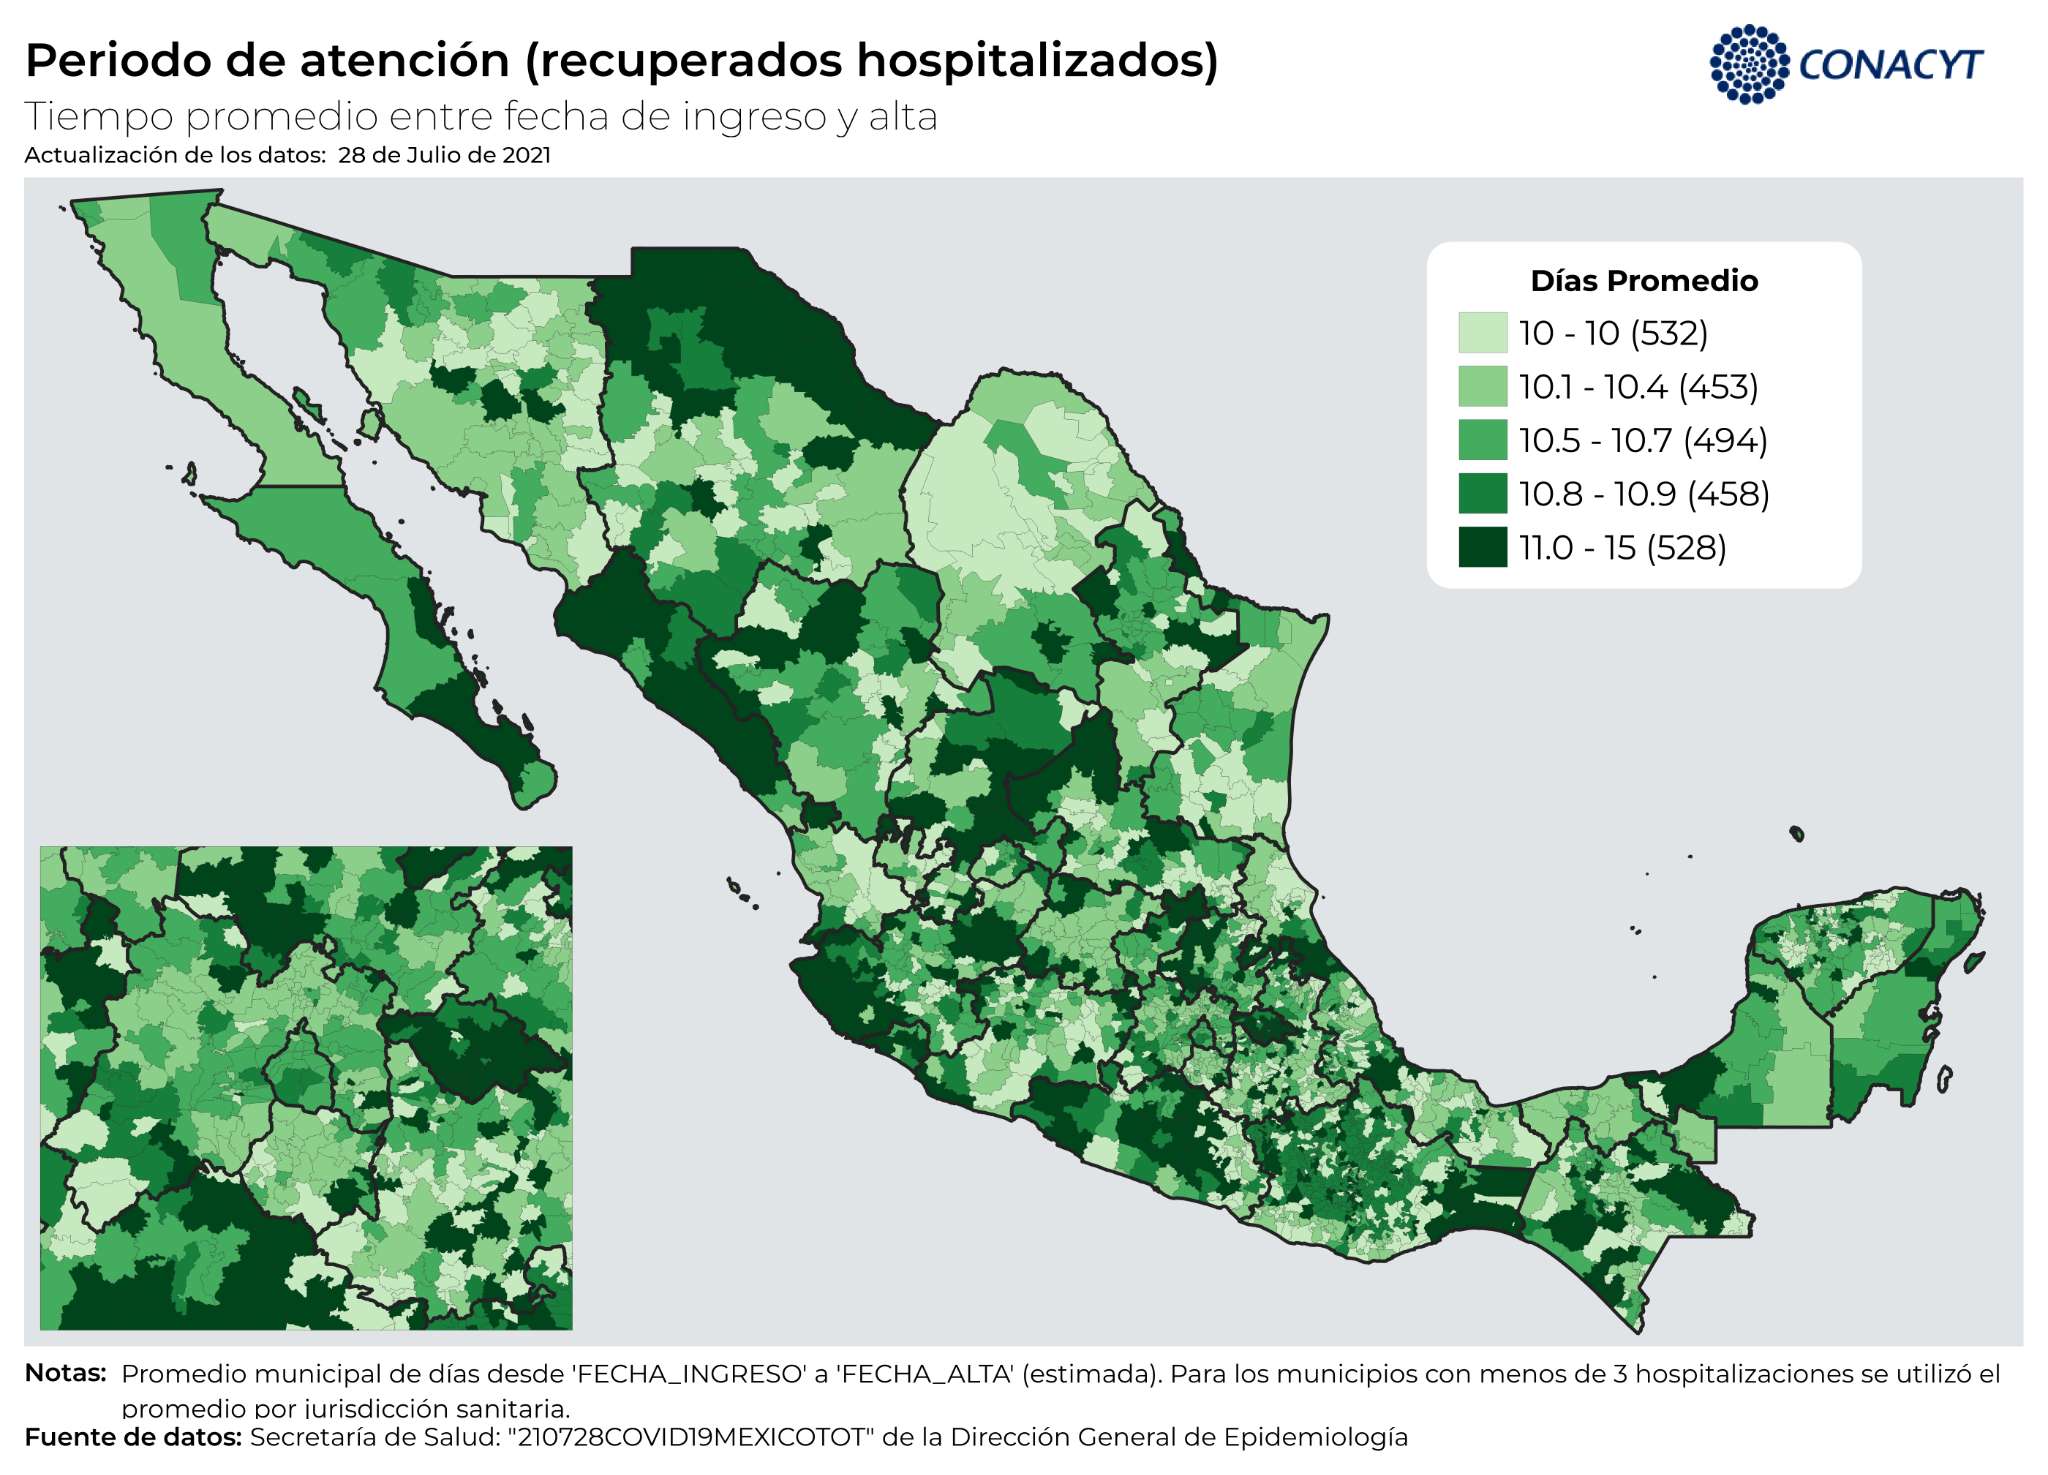 Periodo de atención (recuperados hospitalizados)
CONACYT
Tiempo promedio entre fecha de ingreso y alta
Actualización de los datos: 28 de Julio de 2021
Días Promedio
10 - 10 (532)
10.1 - 10.4 (453)
10.5 - 10.7 (494)
10.8 - 10.9 (458)
11.0 - 15 (528)
Notas: Promedio municipal de días desde 'FECHA_INGRESO' a 'FECHA_ALTA' (estimada). Para los municipios con menos de 3 hospitalizaciones se utilizó el
promedio por jurisdicción sanitaria.
Fuente de datos: Secretaría de Salud: "210728COVID19MEXICOTOT" de la Dirección General de Epidemiología